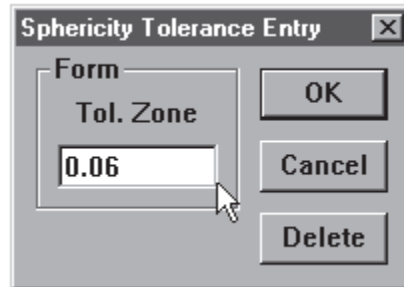 Sphericity Tolerance Entry
Form
Tol. Zone
0.06
OK
Cancel
Delete